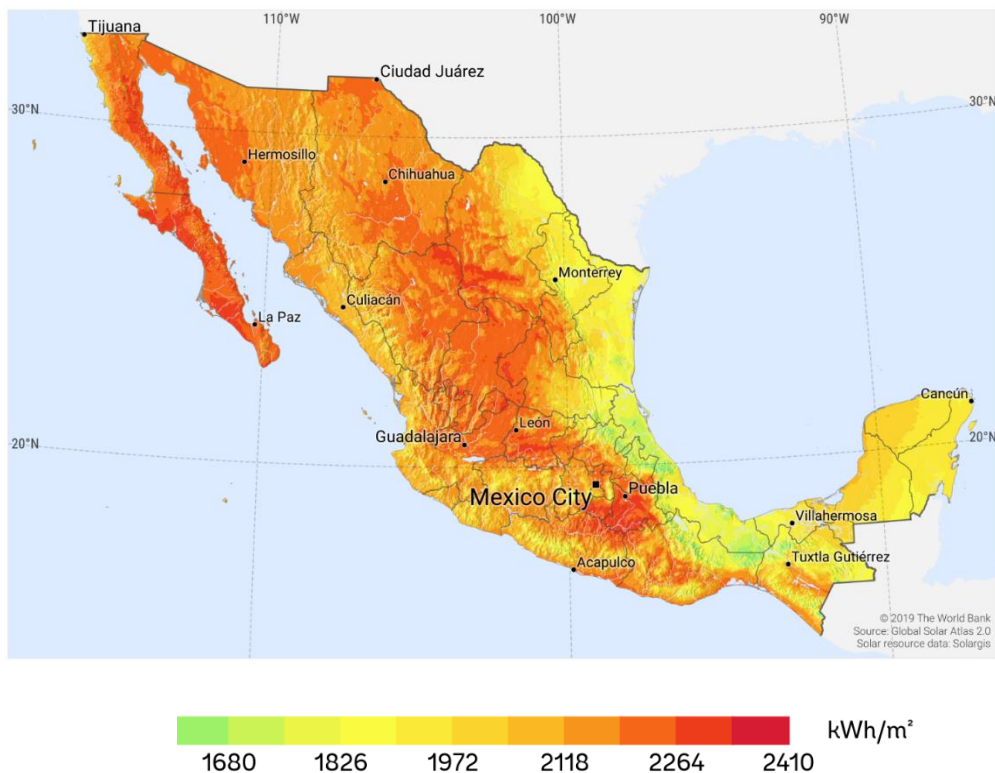 110°W
100°W
90°W
Tijuana
Ciudad Juárez
30°N
30°N
Hermosillo
Chihuahua
Monterrey
Culiacán
La Paz
Cancún
León
20°N
Guadalajara
20°N
Mexico City
Puebla
Villahermosa
Acapulco
Tuxtla Gutiérrez
© 2019 The World Bank
Source: Global Solar Atlas 2.0
Solar resource data: Solargis
kWh/m²
1680 1826 1972 2118 2264 2410